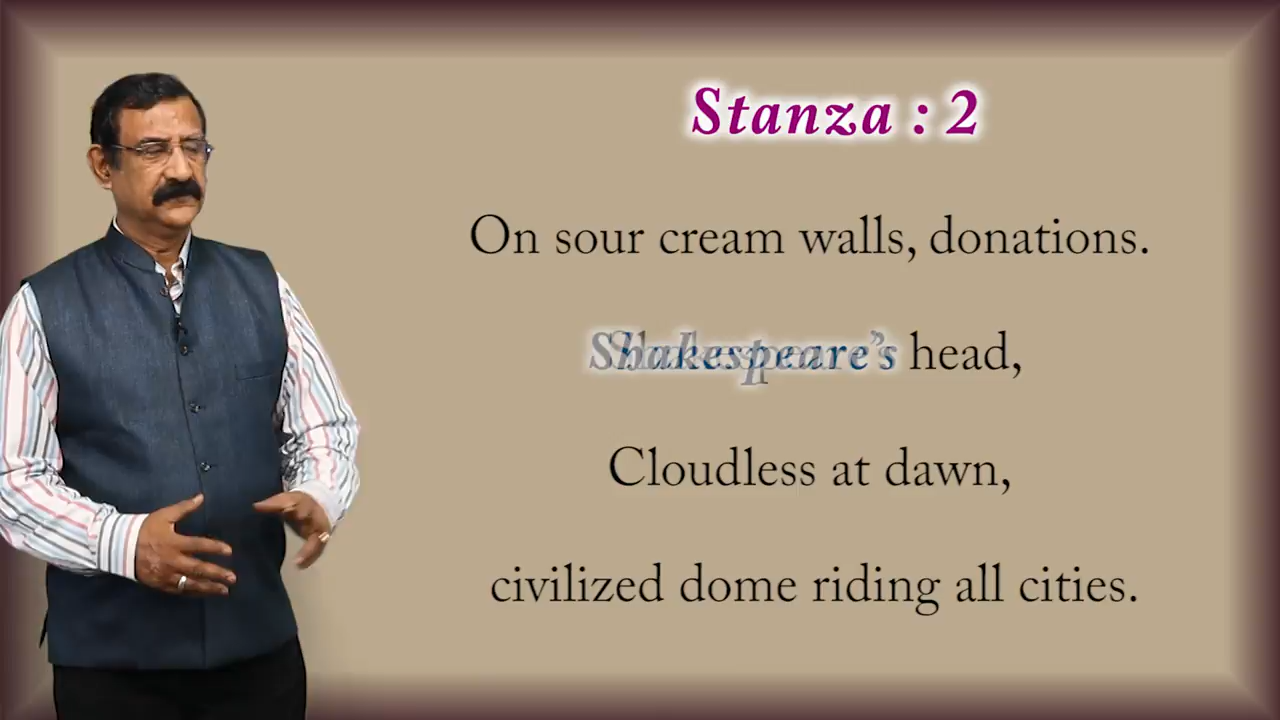 Stanza : 2
On sour cream walls, donations.
Shakespeare's head,
Cloudless at dawn,
civilized dome riding all cities.